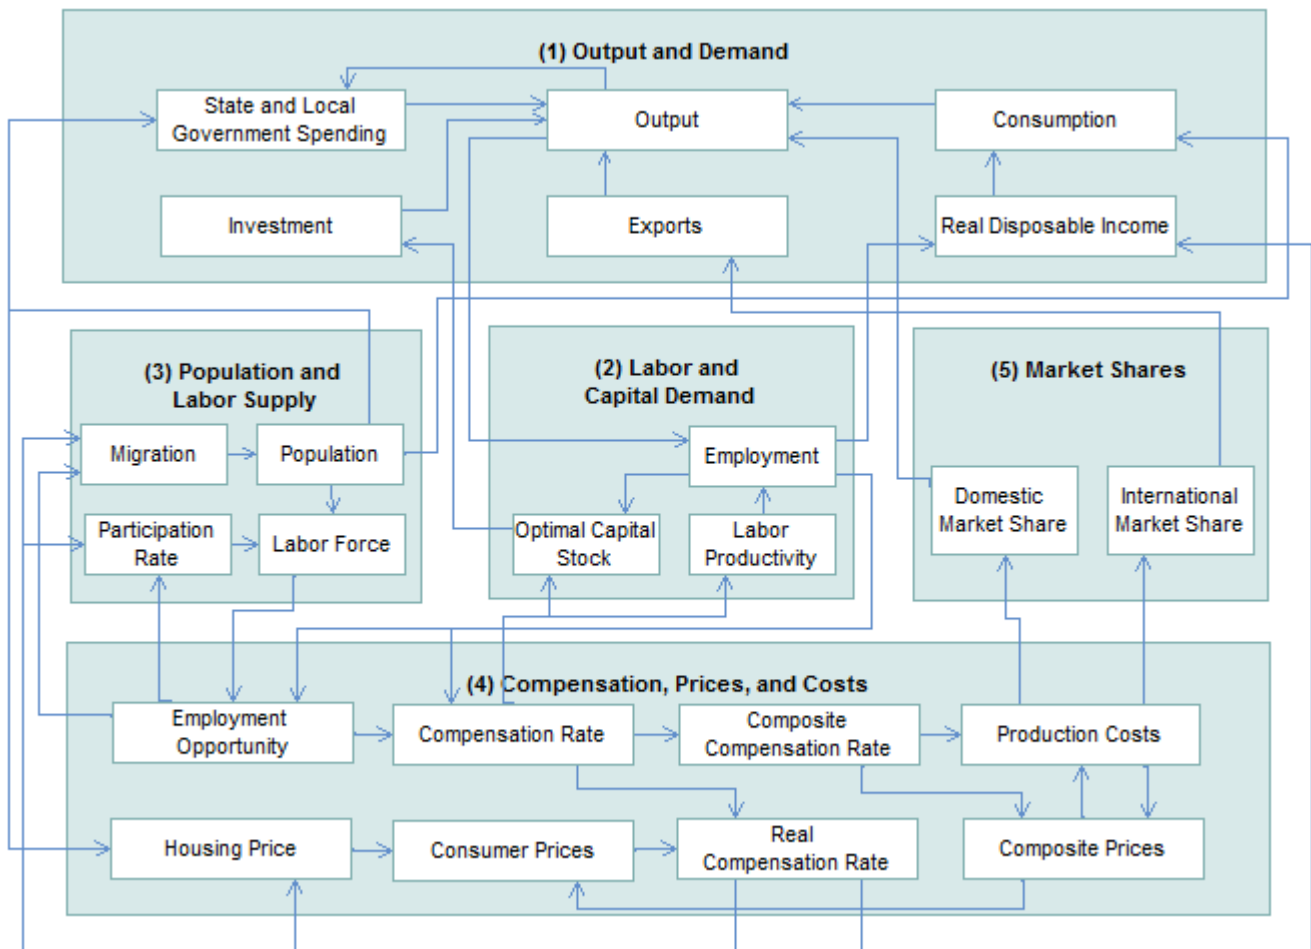 (1) Output and Demand
State and Local
Government Spending
Output
Consumption
Investment
Exports
Real Disposable Income
(3) Population and
Labor Supply
Migration
Population
Participation
Rate
Labor Force
(2) Labor and
Capital Demand
Employment
Optimal Capital
Stock
Labor
Productivity
(5) Market Shares
Domestic
Market Share
International
Market Share
(4) Compensation, Prices, and Costs
Employment
Opportunity
Compensation Rate
Composite
Compensation Rate
Production Costs
Housing Price
Consumer Prices
Real
Compensation Rate
Composite Prices